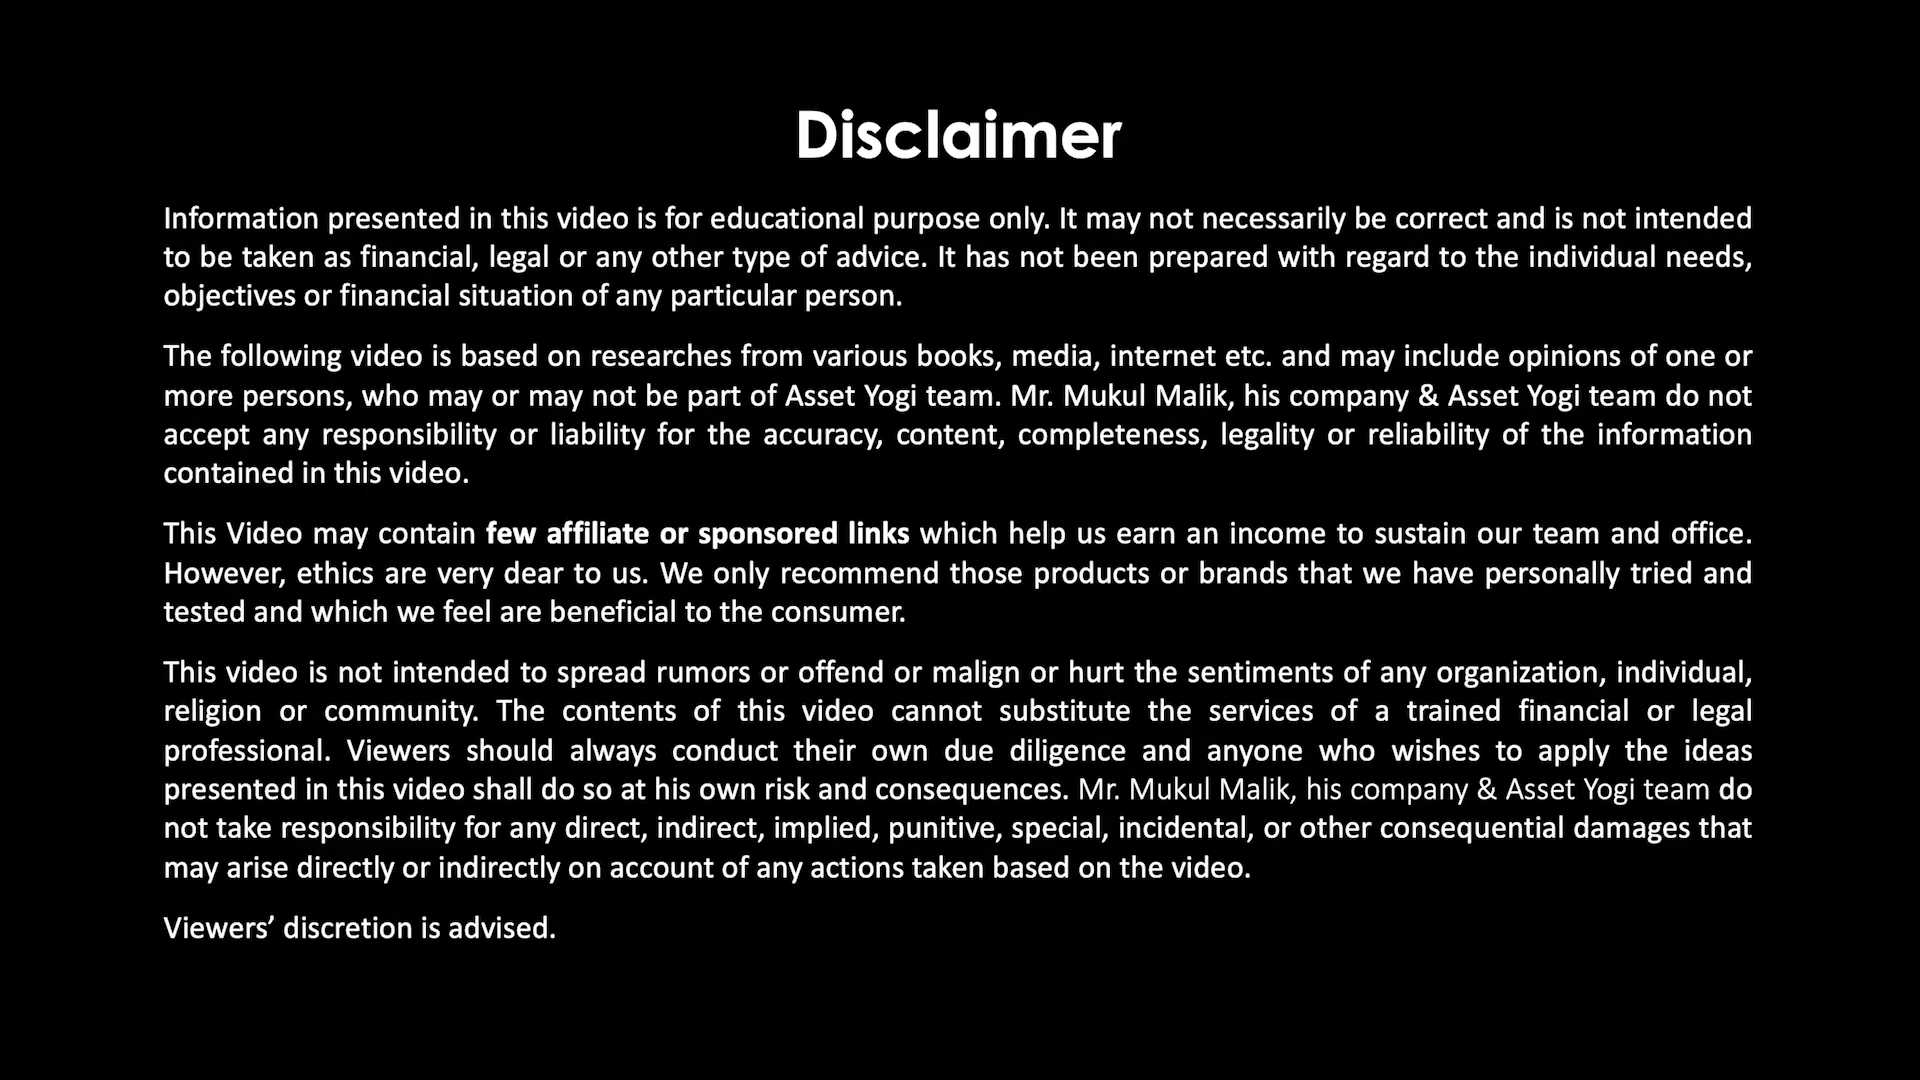 Disclaimer
Information presented in this video is for educational purpose only. It may not necessarily be correct and is not intended
to be taken as financial, legal or any other type of advice. It has not been prepared with regard to the individual needs,
objectives or financial situation of any particular person.
The following video is based on researches from various books, media, internet etc. and may include opinions of one or
more persons, who may or may not be part of Asset Yogi team. Mr. Mukul Malik, his company & Asset Yogi team do not
accept any responsibility or liability for the accuracy, content, completeness, legality or reliability of the information
contained in this video.
This Video may contain few affiliate or sponsored links which help us earn an income to sustain our team and office.
However, ethics are very dear to us. We only recommend those products or brands that we have personally tried and
tested and which we feel are beneficial to the consumer.
This video is not intended to spread rumors or offend or malign or hurt the sentiments of any organization, individual,
religion or community. The contents of this video cannot substitute the services of a trained financial or legal
professional. Viewers should always conduct their own due diligence and anyone who wishes to apply the ideas
presented in this video shall do so at his own risk and consequences. Mr. Mukul Malik, his company & Asset Yogi team do
not take responsibility for any direct, indirect, implied, punitive, special, incidental, or other consequential damages that
may arise directly or indirectly on account of any actions taken based on the video.
Viewers’ discretion is advised.